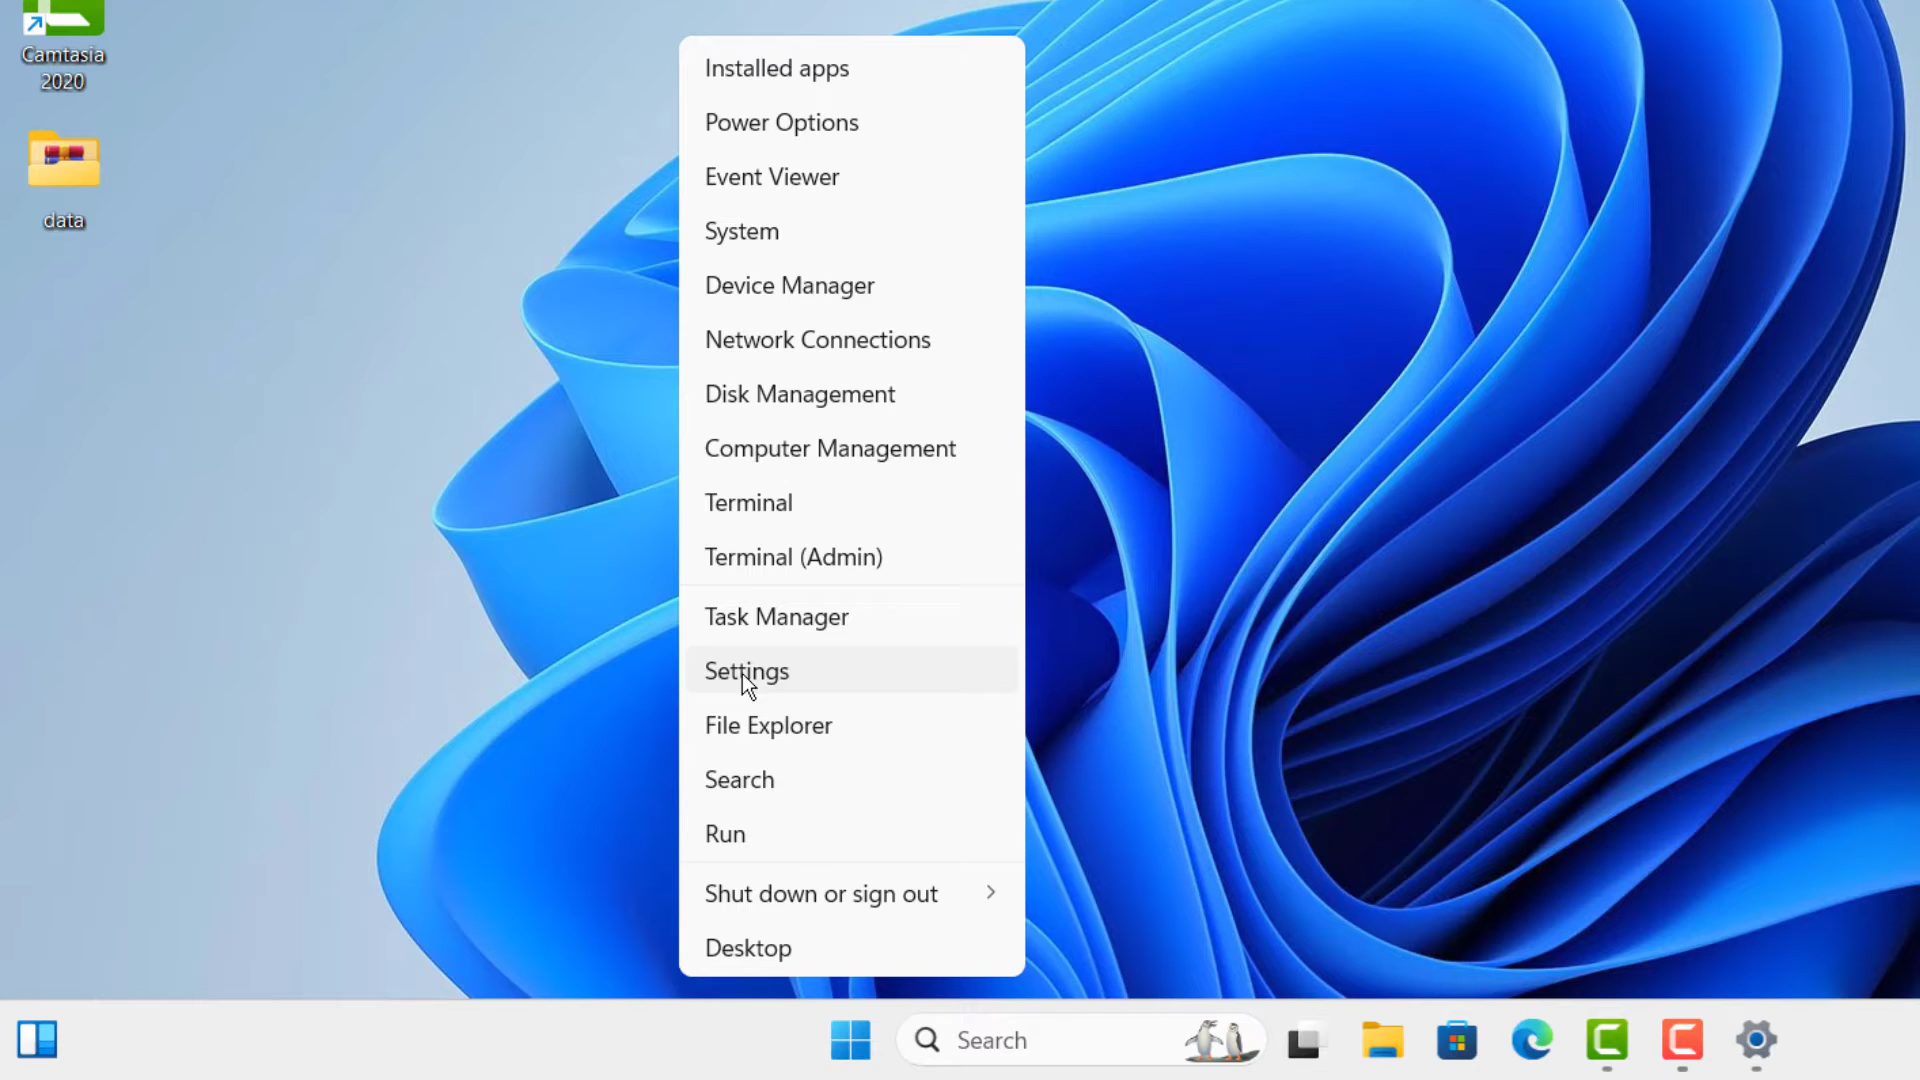 Camtasia
2020
data
Installed apps
Power Options
Event Viewer
System
Device Manager
Network Connections
Disk Management
Computer Management
Terminal
Terminal (Admin)
Task Manager
Settings
File Explorer
Search
Run
Shut down or sign out
Desktop
Search